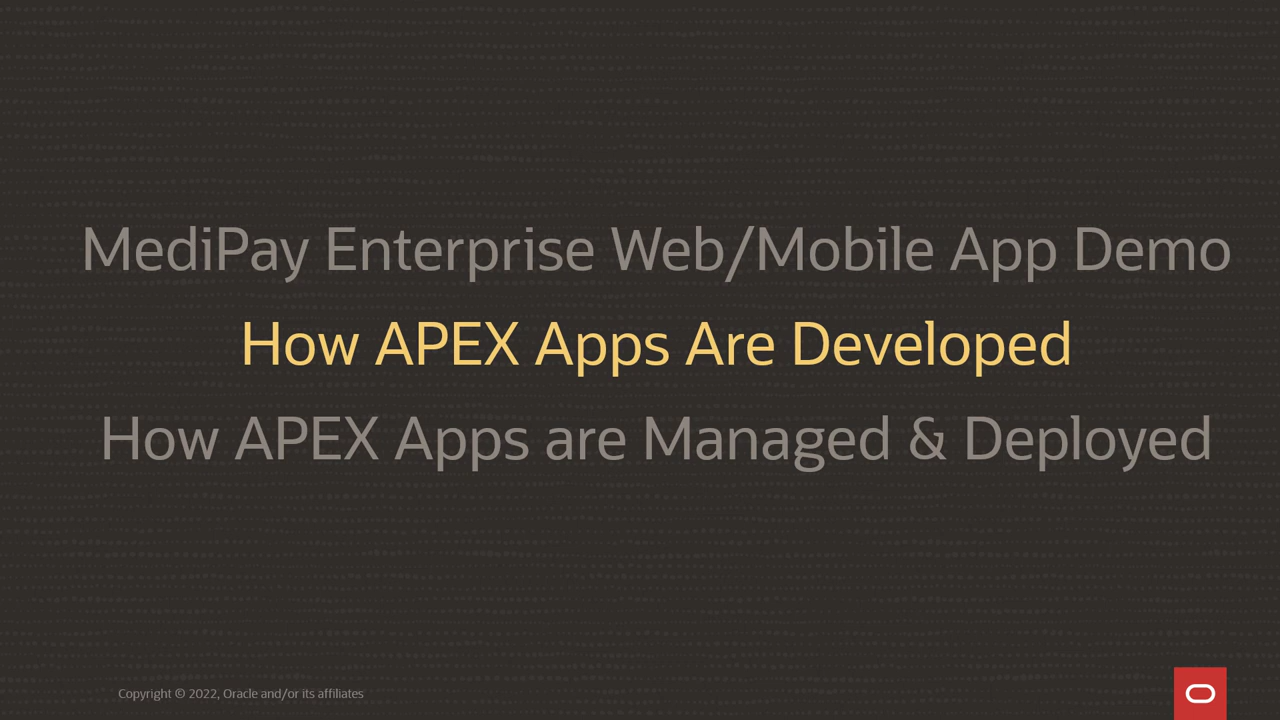 MediPay Enterprise Web/Mobile App Demo
How APEX Apps Are Developed
How APEX Apps are Managed & Deployed
Copyright © 2022, Oracle and/or its affiliates